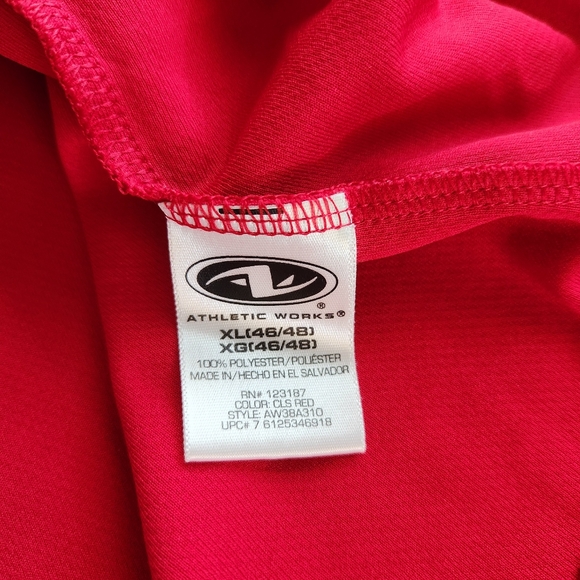 ATHLETIC WORKS®
XL(46/48)
XG(46/48)
100% POLYESTER/POLIÉSTER
MADE IN/HECHO EN EL SALVADOR
RN# 123187
COLOR: CLS RED
STYLE: AW38A310
UPC# 7 6125346918